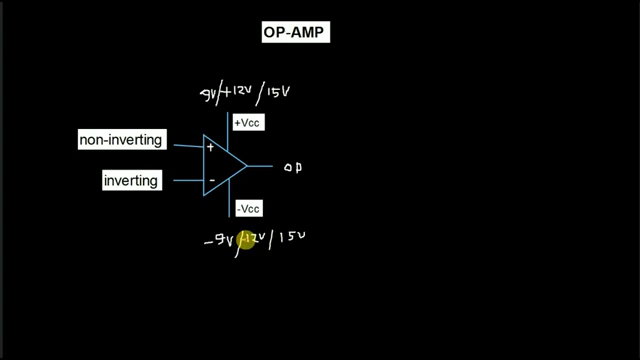 OP-AMP
9V/+12V/15V
+Vcc
non-inverting
+
OP
inverting
-
-Vcc
-9V/-12V/15V